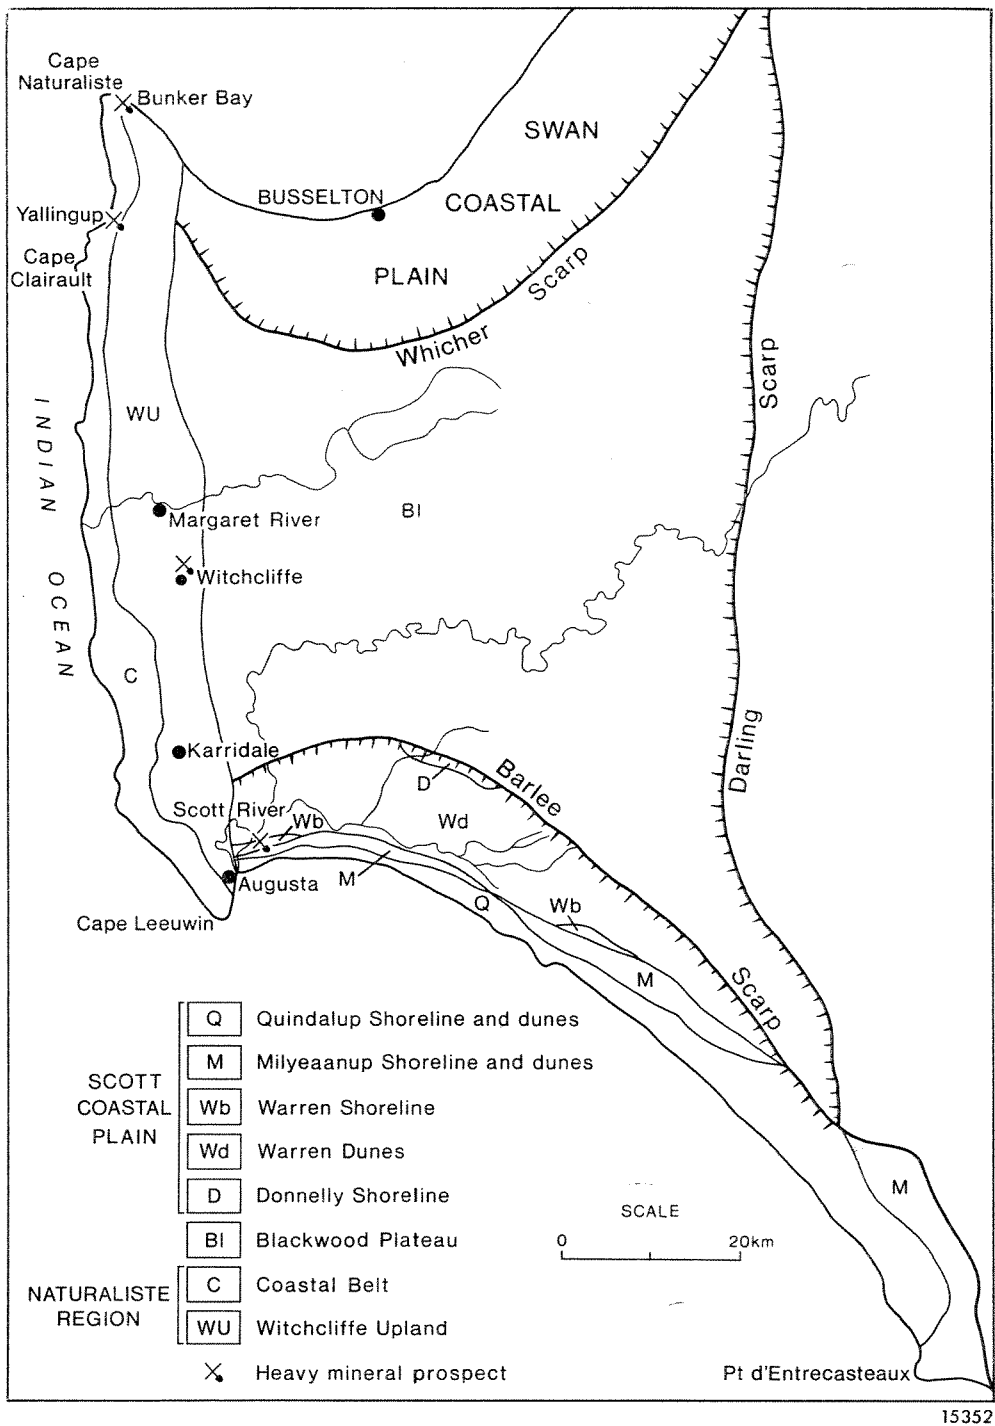 Cape
Naturaliste
Bunker Bay
SWAN
BUSSELTON
COASTAL
Yallingup
Cape
Clairault
PLAIN
Scarp
Whicher
Scarp
WU
INDIAN
BI
Margaret River
Witchcliffe
OCEAN
C
Darling
Karridale
Barlee
D
Scott River
Wb
Wd
M
Augusta
Q
Wb
Cape Leeuwin
M
Scarp
Q Quindalup Shoreline and dunes
M Milyeaanup Shoreline and dunes
SCOTT
COASTAL
PLAIN
Wb Warren Shoreline
Wd Warren Dunes
D Donnelly Shoreline
M
SCALE
0 20km
BI Blackwood Plateau
NATURALISTE
REGION
C Coastal Belt
WU Witchcliffe Upland
Heavy mineral prospect
Pt d'Entrecasteaux
15352